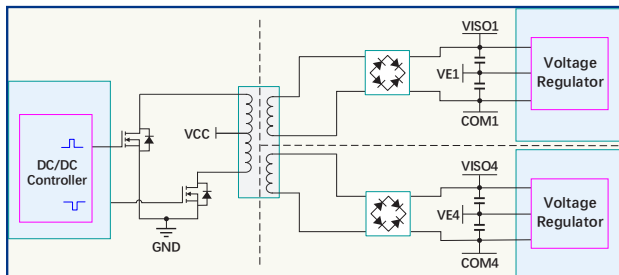 VISO1
VE1
COM1
Voltage
Regulator
VCC
DC/DC
Controller
GND
VISO4
VE4
COM4
Voltage
Regulator